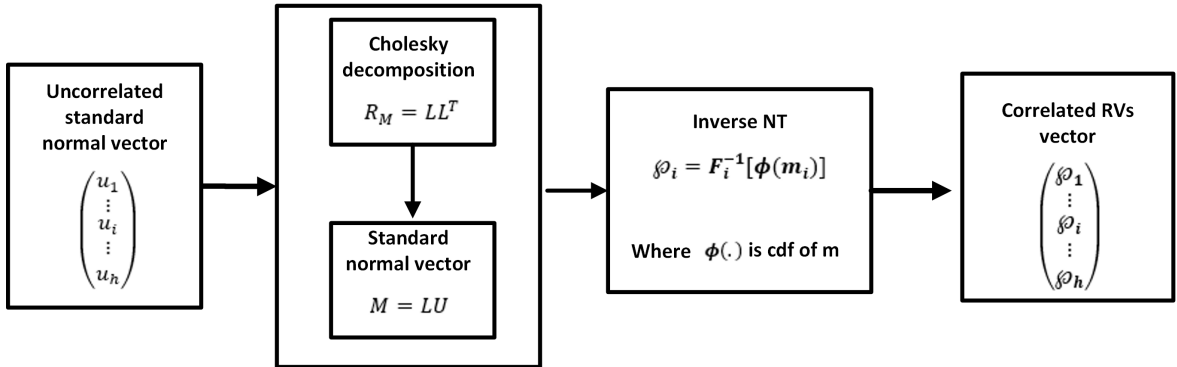 Uncorrelated
standard
normal vector
u₁
⋮
uᵢ
⋮
uₕ
Cholesky
decomposition
R_M = LLᵀ
Standard
normal vector
M = LU
Inverse NT
℘ᵢ = Fᵢ⁻¹[ϕ(mᵢ)]
Where ϕ(.) is cdf of m
Correlated RVs
vector
℘₁
⋮
℘ᵢ
⋮
℘ₕ